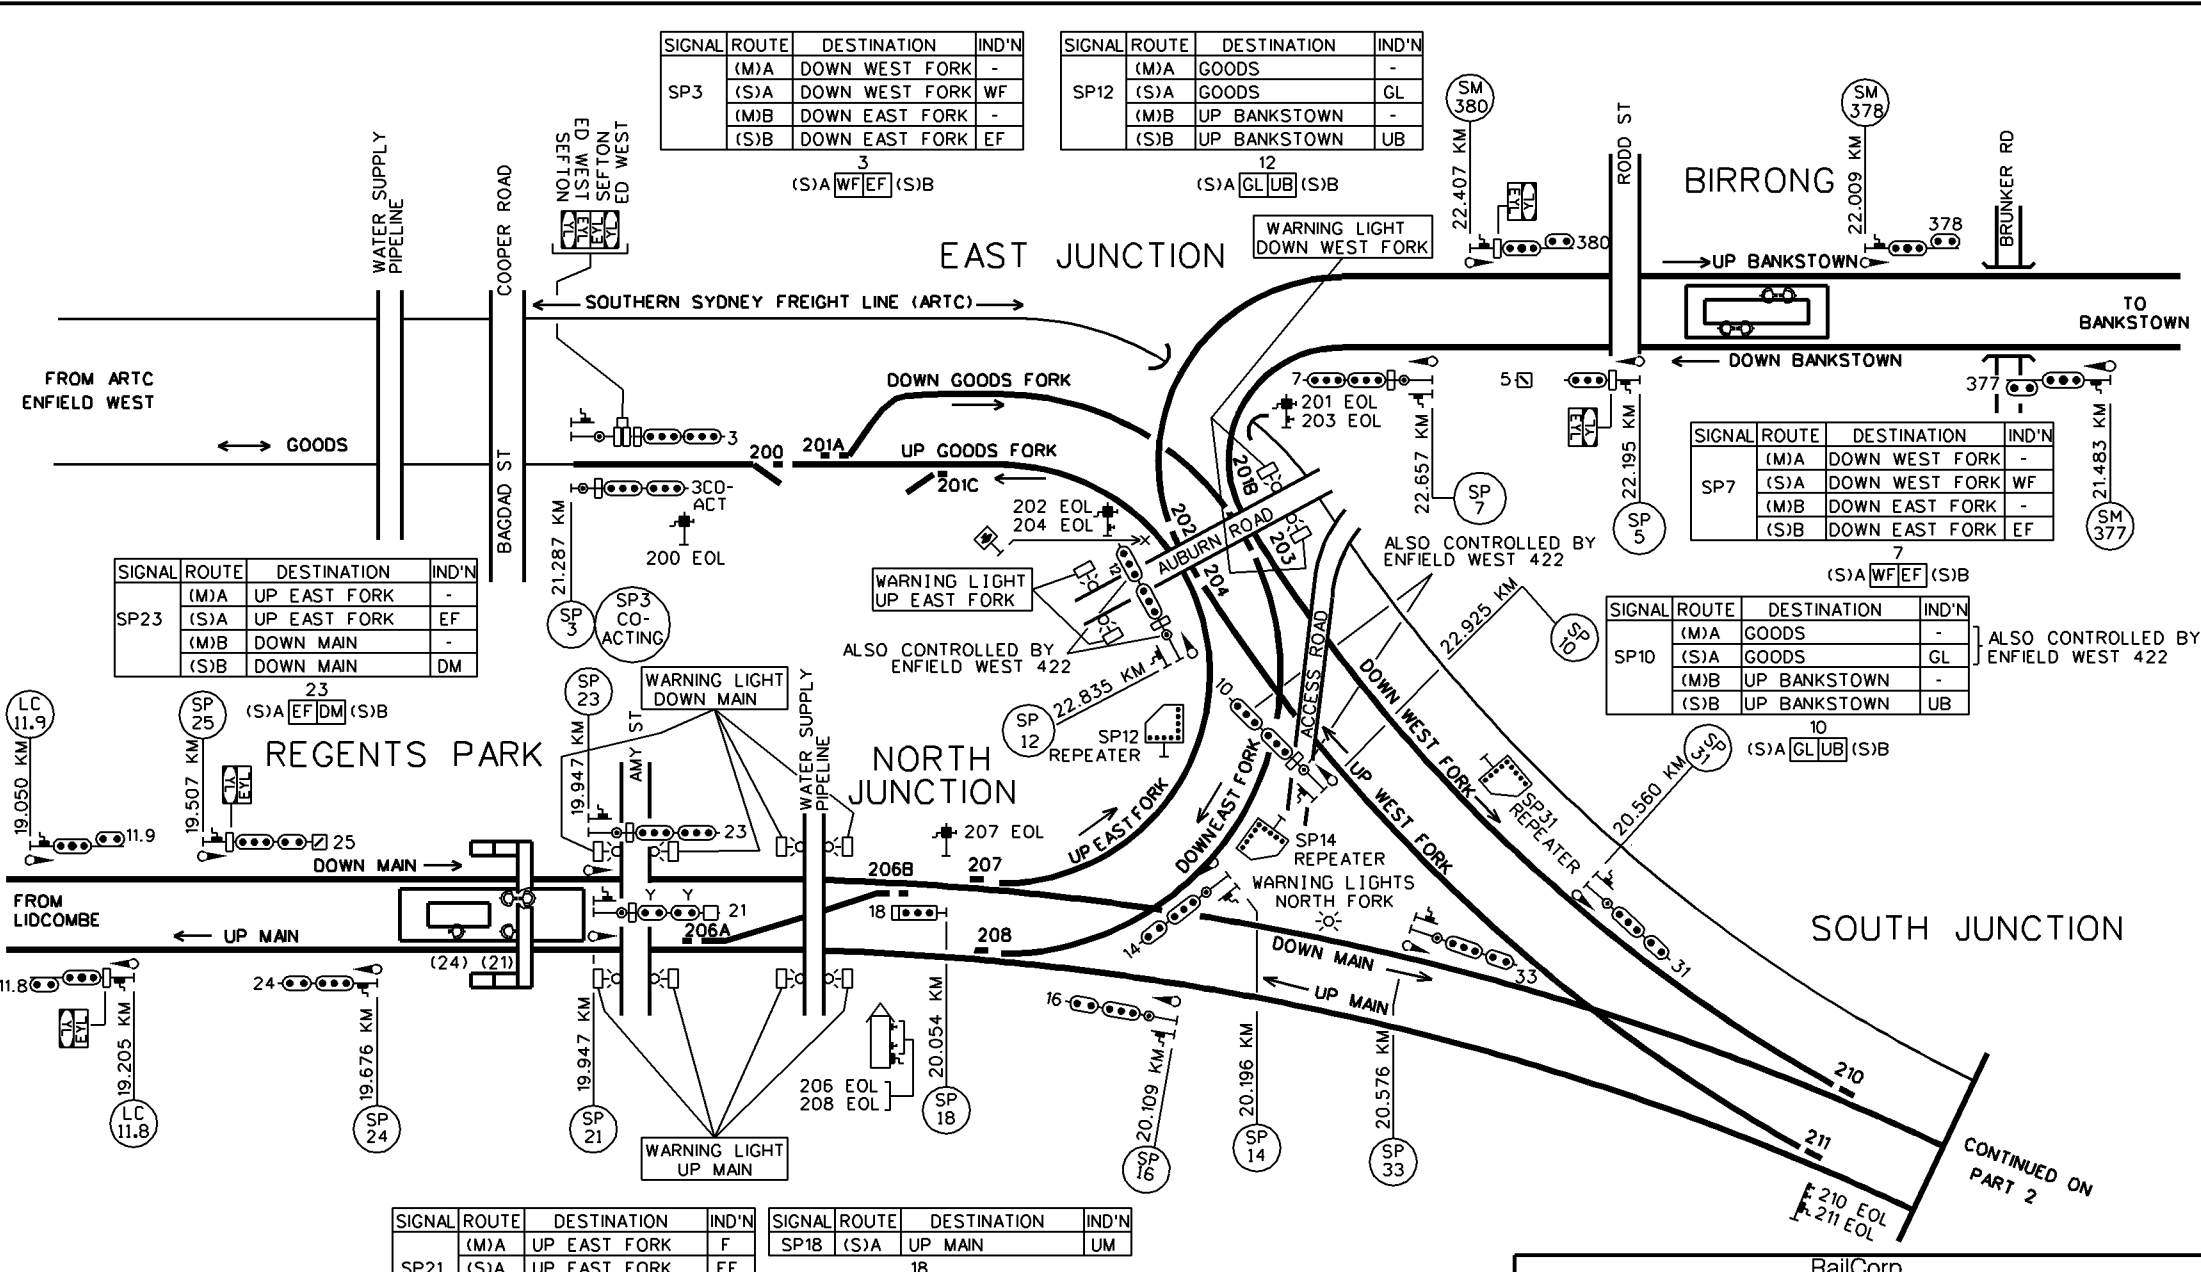 SIGNAL ROUTE DESTINATION IND'N
SP3
(M)A DOWN WEST FORK -
(S)A DOWN WEST FORK WF
(M)B DOWN EAST FORK -
(S)B DOWN EAST FORK EF
3
(S)A WF EF (S)B
SIGNAL ROUTE DESTINATION IND'N
SP12
(M)A GOODS -
(S)A GOODS GL
(M)B UP BANKSTOWN -
(S)B UP BANKSTOWN UB
12
(S)A GL UB (S)B
SM
380
22.407 KM
RODD ST
BIRRONG
SM
378
22.009 KM
BRUNKER RD
WATER SUPPLY
PIPELINE
COOPER ROAD
SEFTON
ED WEST
SEFTON
ED WEST
YL
EYL
EYL
YL
EAST JUNCTION
WARNING LIGHT
DOWN WEST FORK
EYL
YL
380
378
UP BANKSTOWN
SOUTHERN SYDNEY FREIGHT LINE (ARTC)
TO
BANKSTOWN
DOWN BANKSTOWN
FROM ARTC
ENFIELD WEST
DOWN GOODS FORK
7
5
377
201 EOL
203 EOL
YL
EYL
GOODS
3
200
201A
UP GOODS FORK
201C
201B
BAGDAD ST
3CO-
ACT
200 EOL
21.287 KM
SP
3
SP3
CO-
ACTING
202 EOL
204 EOL
202
AUBURN ROAD
203
204
12
22.657 KM
SP
7
22.195 KM
SP
5
21.483 KM
SM
377
SIGNAL ROUTE DESTINATION IND'N
SP7
(M)A DOWN WEST FORK -
(S)A DOWN WEST FORK WF
(M)B DOWN EAST FORK -
(S)B DOWN EAST FORK EF
7
(S)A WF EF (S)B
ALSO CONTROLLED BY
ENFIELD WEST 422
SIGNAL ROUTE DESTINATION IND'N
SP23
(M)A UP EAST FORK -
(S)A UP EAST FORK EF
(M)B DOWN MAIN -
(S)B DOWN MAIN DM
23
(S)A EF DM (S)B
WARNING LIGHT
UP EAST FORK
ALSO CONTROLLED BY
ENFIELD WEST 422
22.835 KM
SP
12
SP12
REPEATER
ACCESS ROAD
22.925 KM
SP
10
SIGNAL ROUTE DESTINATION IND'N
SP10
(M)A GOODS -
(S)A GOODS GL
(M)B UP BANKSTOWN -
(S)B UP BANKSTOWN UB
ALSO CONTROLLED BY
ENFIELD WEST 422
10
(S)A GL UB (S)B
LC
11.9
19.050 KM
11.9
SP
25
19.507 KM
YL
EYL
25
REGENTS PARK
SP
23
19.947 KM
AMY ST
WARNING LIGHT
DOWN MAIN
WATER SUPPLY
PIPELINE
NORTH
JUNCTION
23
207 EOL
10
DOWN WEST FORK
UP WEST FORK
UP EAST FORK
DOWN EAST FORK
SP14
REPEATER
WARNING LIGHTS
NORTH FORK
SP31
REPEATER
20.560 KM
SP
31
31
DOWN MAIN
FROM
LIDCOMBE
UP MAIN
(24) (21)
Y Y
21
206A
206B
18
207
208
14
DOWN MAIN
UP MAIN
33
16
SOUTH JUNCTION
11.8
YL
EYL
19.205 KM
LC
11.8
24
19.676 KM
SP
24
19.947 KM
SP
21
WARNING LIGHT
UP MAIN
206 EOL
208 EOL
20.054 KM
SP
18
20.109 KM
SP
16
20.196 KM
SP
14
20.576 KM
SP
33
210
211
210 EOL
211 EOL
CONTINUED ON
PART 2
SIGNAL ROUTE DESTINATION IND'N
(M)A UP EAST FORK F
SP21 (S)A UP EAST FORK EF
SIGNAL ROUTE DESTINATION IND'N
SP18 (S)A UP MAIN UM
18
RailCorp